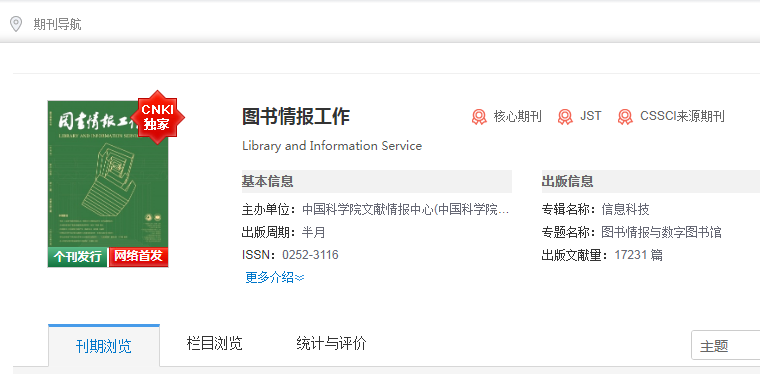 期刊导航
CNKI
独家
图书情报工作
LIBRARY AND INFORMATION SERVICE
个刊发行
网络首发
图书情报工作
核心期刊
JST
CSSCI来源期刊
Library and Information Service
基本信息
主办单位：中国科学院文献情报中心(中国科学院...
出版周期：半月
ISSN：0252-3116
更多介绍
出版信息
专辑名称：信息科技
专题名称：图书情报与数字图书馆
出版文献量：17231 篇
刊期浏览
栏目浏览
统计与评价
主题